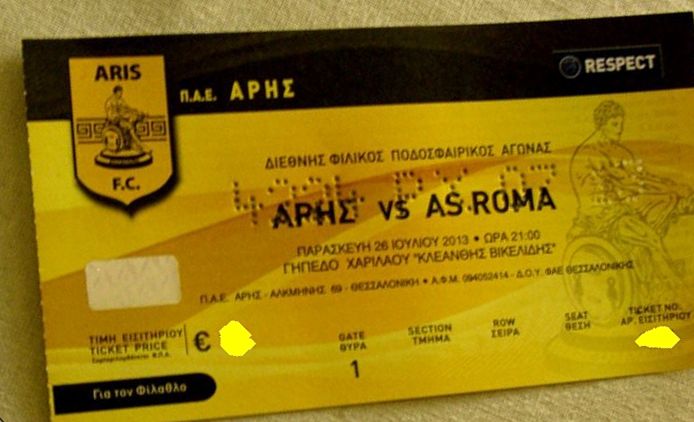 ARIS
F.C.
Π.Α.Ε. ΑΡΗΣ
RESPECT
ΔΙΕΘΝΗΣ ΦΙΛΙΚΟΣ ΠΟΔΟΣΦΑΙΡΙΚΟΣ ΑΓΩΝΑΣ
ΑΡΗΣ vs AS ROMA
ΠΑΡΑΣΚΕΥΗ 26 ΙΟΥΛΙΟΥ 2013 • ΩΡΑ 21:00
ΓΗΠΕΔΟ ΧΑΡΙΛΑΟΥ "ΚΛΕΑΝΘΗΣ ΒΙΚΕΛΙΔΗΣ"
Π.Α.Ε. ΑΡΗΣ - ΑΛΚΜΗΝΗΣ 69 - ΘΕΣΣΑΛΟΝΙΚΗ • Α.Φ.Μ. 094052414 - Δ.Ο.Υ. ΦΑΕ ΘΕΣΣΑΛΟΝΙΚΗΣ
ΤΙΜΗ ΕΙΣΙΤΗΡΙΟΥ
TICKET PRICE
€
GATE
ΘΥΡΑ
1
SECTION
ΤΜΗΜΑ
ROW
ΣΕΙΡΑ
SEAT
ΘΕΣΗ
TICKET NO.
ΑΡ. ΕΙΣΙΤΗΡΙΟΥ
Για τον Φίλαθλο